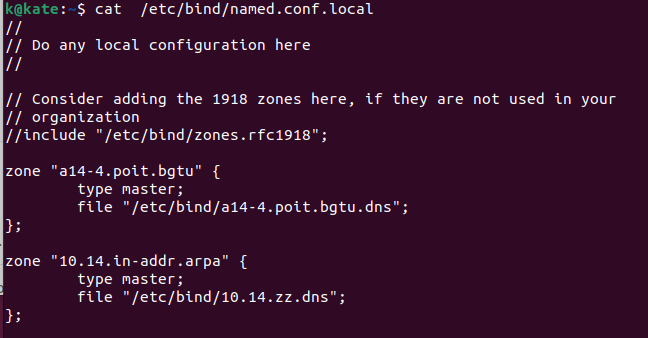 k@kate:~$ cat  /etc/bind/named.conf.local
//
// Do any local configuration here
//

// Consider adding the 1918 zones here, if they are not used in your
// organization
//include "/etc/bind/zones.rfc1918";

zone "a14-4.poit.bgtu" {
        type master;
        file "/etc/bind/a14-4.poit.bgtu.dns";
};

zone "10.14.in-addr.arpa" {
        type master;
        file "/etc/bind/10.14.zz.dns";
};